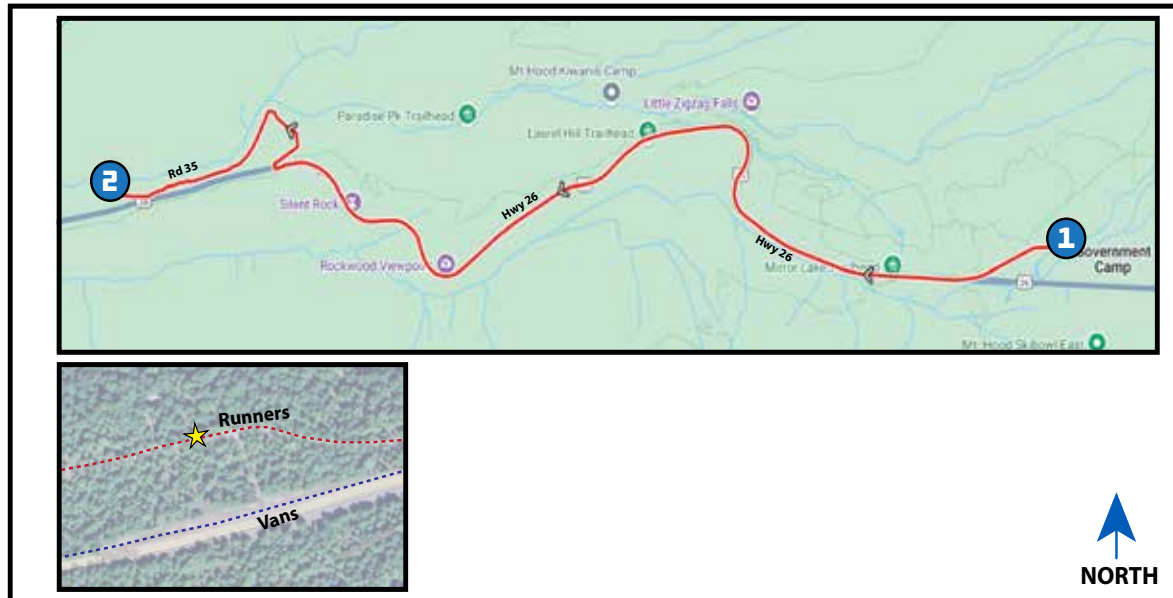 Mt Hood Kiwanis Camp
Little Zigzag Falls
Paradise Pk Trailhead
Laurel Hill Trailhead
Rd 35
2
Silent Rock
Hwy 26
1
Hwy 26
Government
Camp
Rockwood Viewpoi
Mirror Lake
26
Mt. Hood Skibowl East
Runners
Vans
NORTH